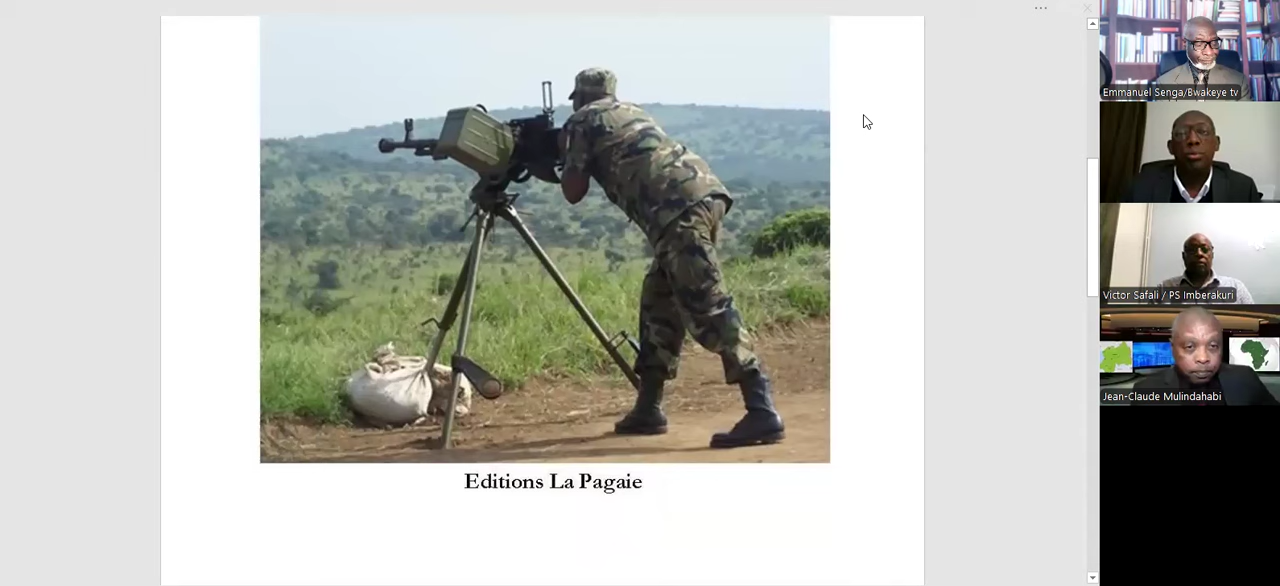 Editions La Pagaie
Emmanuel Senga/Bwakeye tv
Victor Safali / PS Imberakuri
Jean-Claude Mulindahabi